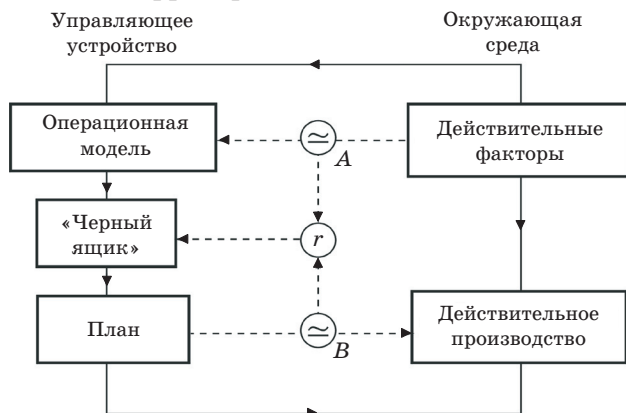 Управляющее
устройство
Окружающая
среда
Операционная
модель
≃
A
Действительные
факторы
«Черный
ящик»
r
План
≃
B
Действительное
производство